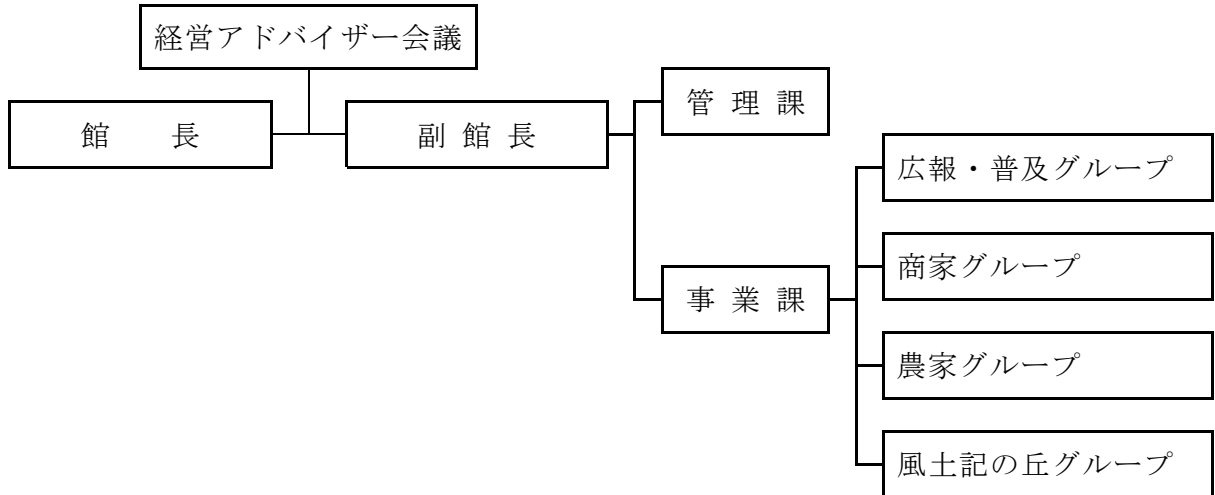 経営アドバイザー会議
館 長
副 館 長
管 理 課
事 業 課
広報・普及グループ
商家グループ
農家グループ
風土記の丘グループ